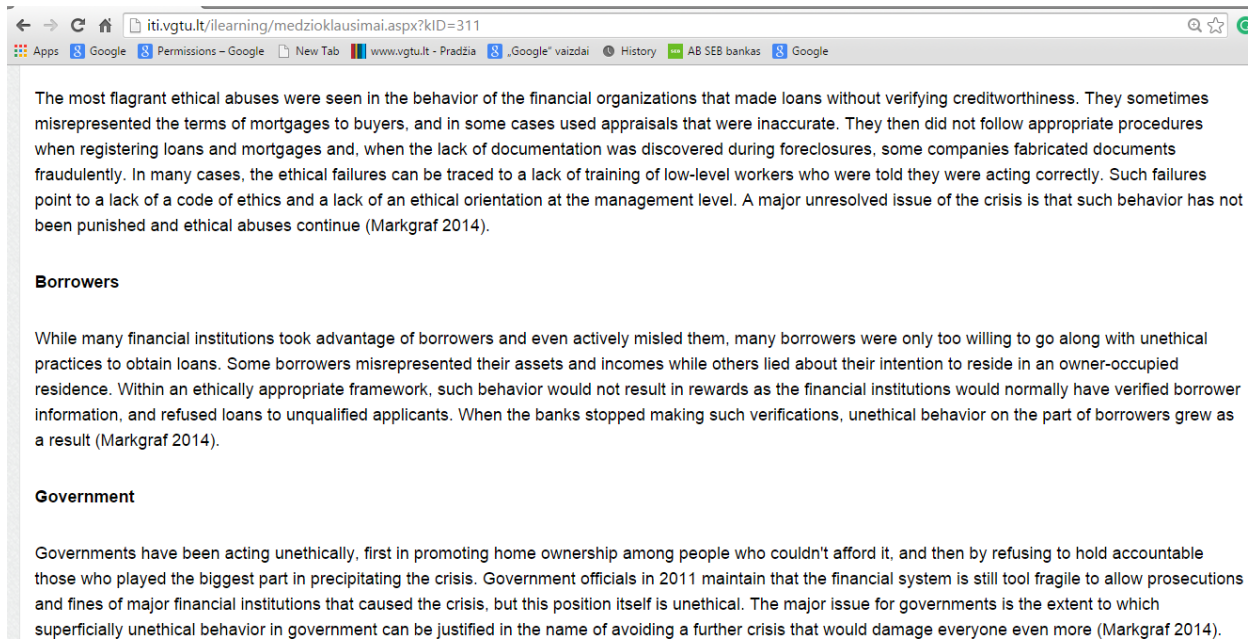 iti.vgtu.lt/ilearning/medzioklausimai.aspx?kID=311
Apps Google Permissions – Google New Tab www.vgtu.lt - Pradžia „Google“ vaizdai History AB SEB bankas Google
The most flagrant ethical abuses were seen in the behavior of the financial organizations that made loans without verifying creditworthiness. They sometimes
misrepresented the terms of mortgages to buyers, and in some cases used appraisals that were inaccurate. They then did not follow appropriate procedures
when registering loans and mortgages and, when the lack of documentation was discovered during foreclosures, some companies fabricated documents
fraudulently. In many cases, the ethical failures can be traced to a lack of training of low-level workers who were told they were acting correctly. Such failures
point to a lack of a code of ethics and a lack of an ethical orientation at the management level. A major unresolved issue of the crisis is that such behavior has not
been punished and ethical abuses continue (Markgraf 2014).
Borrowers
While many financial institutions took advantage of borrowers and even actively misled them, many borrowers were only too willing to go along with unethical
practices to obtain loans. Some borrowers misrepresented their assets and incomes while others lied about their intention to reside in an owner-occupied
residence. Within an ethically appropriate framework, such behavior would not result in rewards as the financial institutions would normally have verified borrower
information, and refused loans to unqualified applicants. When the banks stopped making such verifications, unethical behavior on the part of borrowers grew as
a result (Markgraf 2014).
Government
Governments have been acting unethically, first in promoting home ownership among people who couldn't afford it, and then by refusing to hold accountable
those who played the biggest part in precipitating the crisis. Government officials in 2011 maintain that the financial system is still tool fragile to allow prosecutions
and fines of major financial institutions that caused the crisis, but this position itself is unethical. The major issue for governments is the extent to which
superficially unethical behavior in government can be justified in the name of avoiding a further crisis that would damage everyone even more (Markgraf 2014).